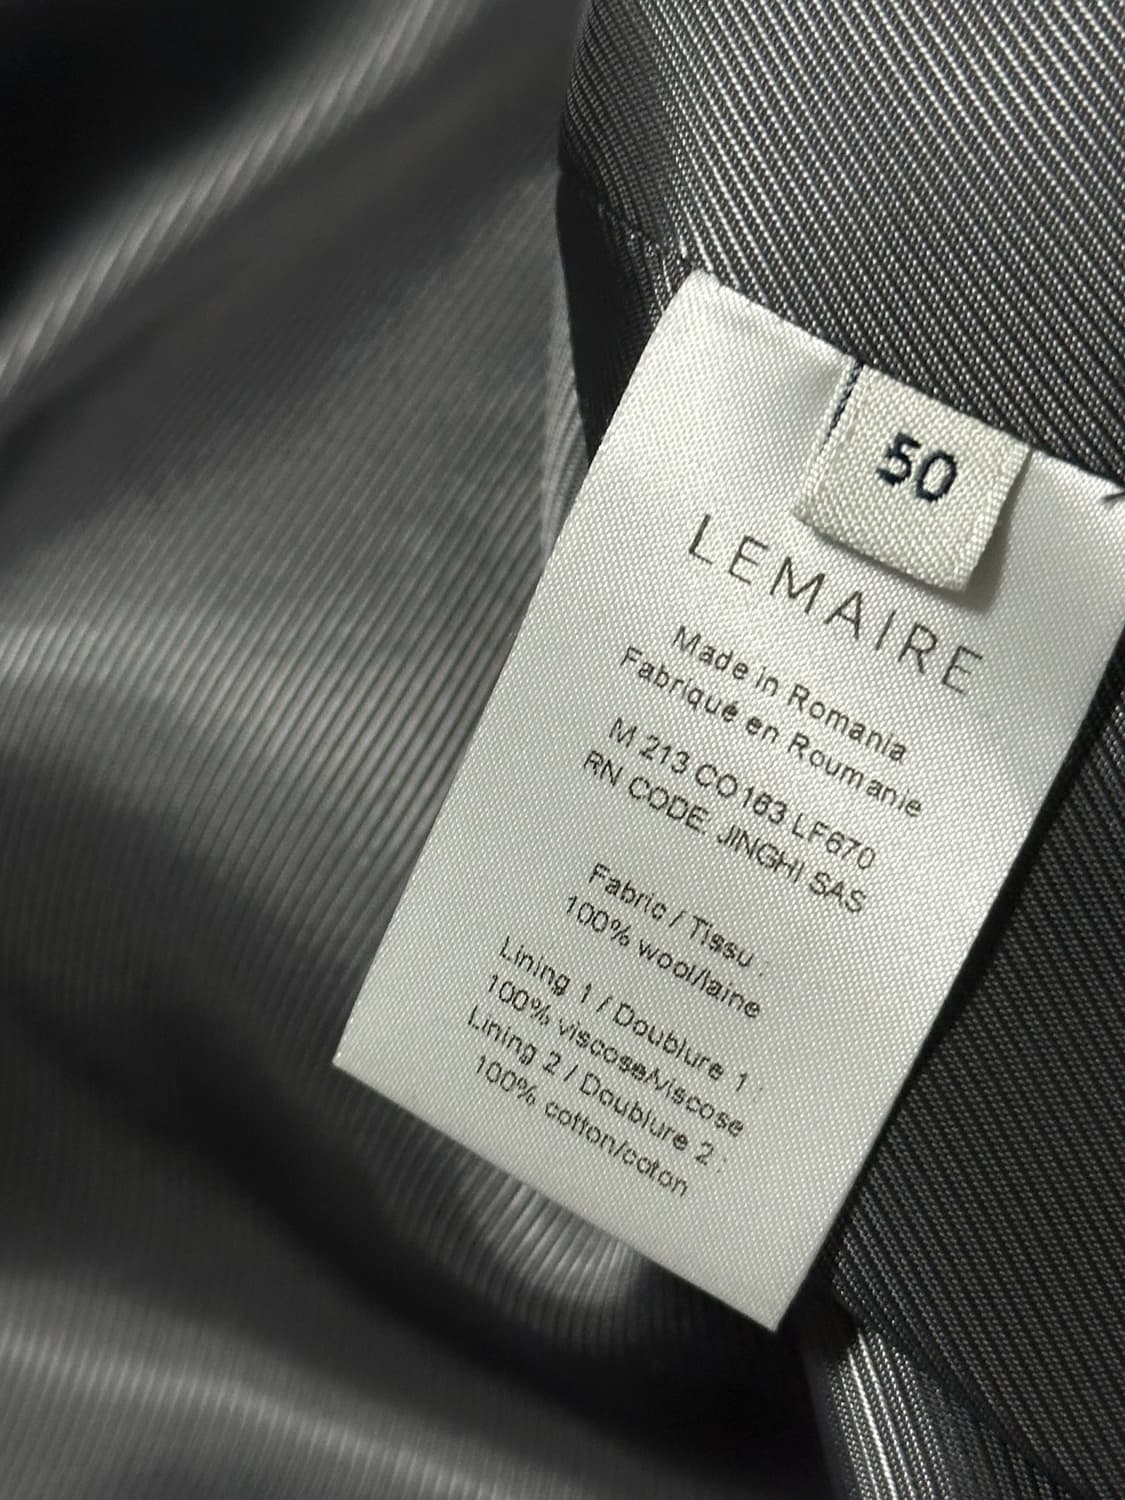 50
LEMAIRE
Made in Romania
Fabriqué en Roumanie
M 213 CO163 LF670
RN CODE: JINGHI SAS
Fabric / Tissu :
100% wool/laine
Lining 1 / Doublure 1 :
100% viscose/viscose
Lining 2 / Doublure 2 :
100% cotton/coton